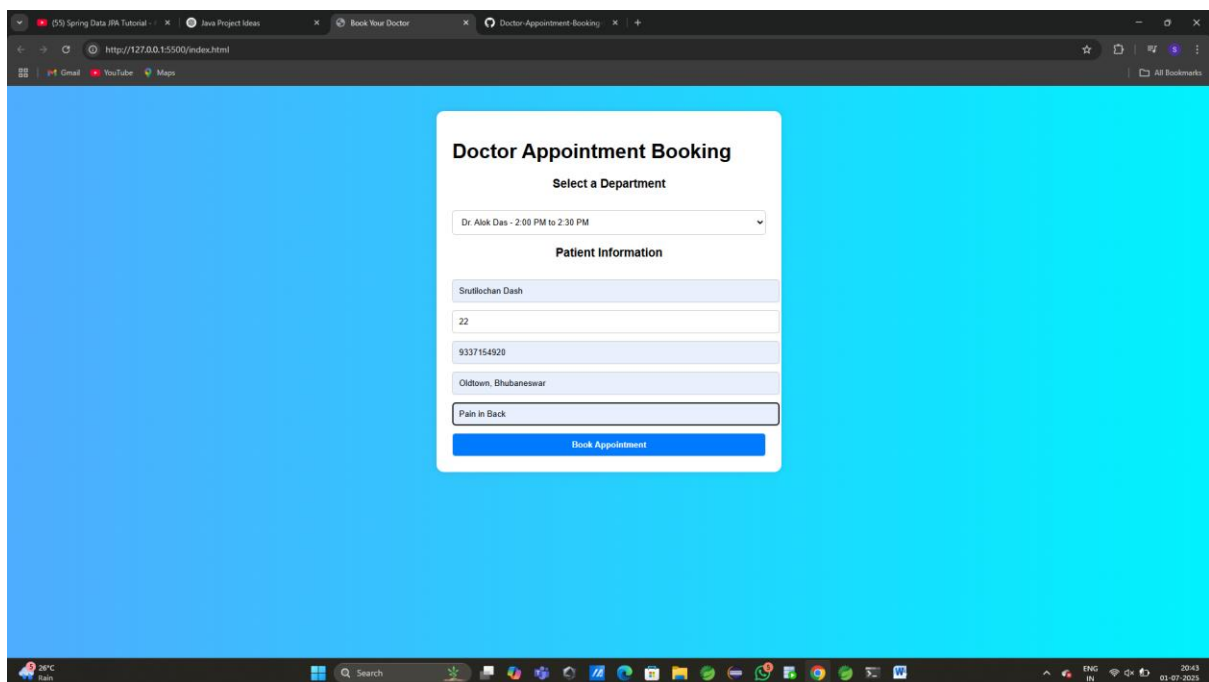 (55) Spring Data JPA Tutorial -
Java Project Ideas
Book Your Doctor
Doctor-Appointment-Booking
http://127.0.0.1:5500/index.html
Gmail
YouTube
Maps
All Bookmarks
Doctor Appointment Booking
Select a Department
Dr. Alok Das - 2:00 PM to 2:30 PM
Patient Information
Srutilochan Dash
22
9337154920
Oldtown, Bhubaneswar
Pain in Back
Book Appointment
5 26°C
Rain
Search
ENG
IN
20:43
01-07-2025